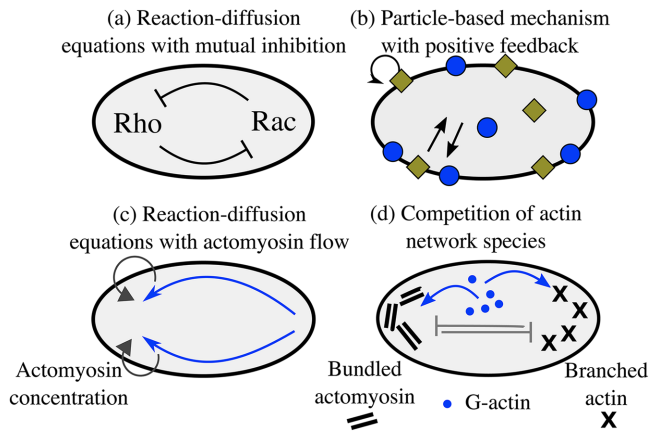 (a) Reaction-diffusion
equations with mutual inhibition
Rho
Rac
(b) Particle-based mechanism
with positive feedback
(c) Reaction-diffusion
equations with actomyosin flow
Actomyosin
concentration
(d) Competition of actin
network species
X
X
X
X
Bundled
actomyosin
G-actin
Branched
actin
X